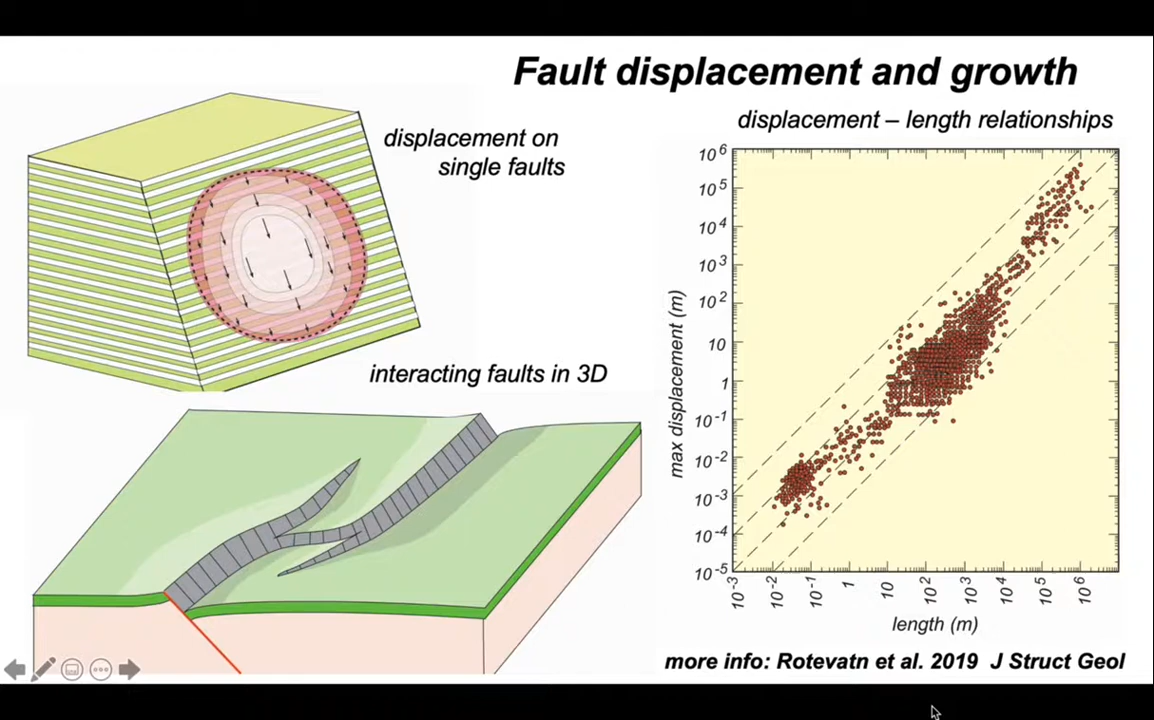 Fault displacement and growth
displacement on
single faults
interacting faults in 3D
displacement – length relationships
max displacement (m)
10⁶
10⁵
10⁴
10³
10²
10
1
10⁻¹
10⁻²
10⁻³
10⁻⁴
10⁻⁵
10⁻³
10⁻²
10⁻¹
1
10
10²
10³
10⁴
10⁵
10⁶
length (m)
more info: Rotevatn et al. 2019 J Struct Geol